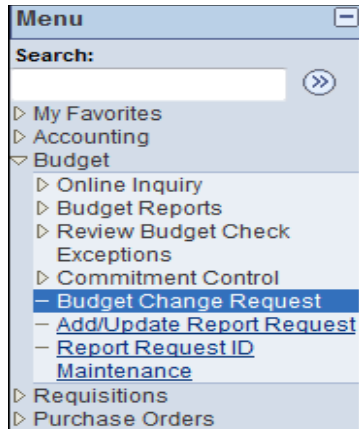 Menu
Search:
My Favorites
Accounting
Budget
Online Inquiry
Budget Reports
Review Budget Check
Exceptions
Commitment Control
Budget Change Request
Add/Update Report Request
Report Request ID
Maintenance
Requisitions
Purchase Orders